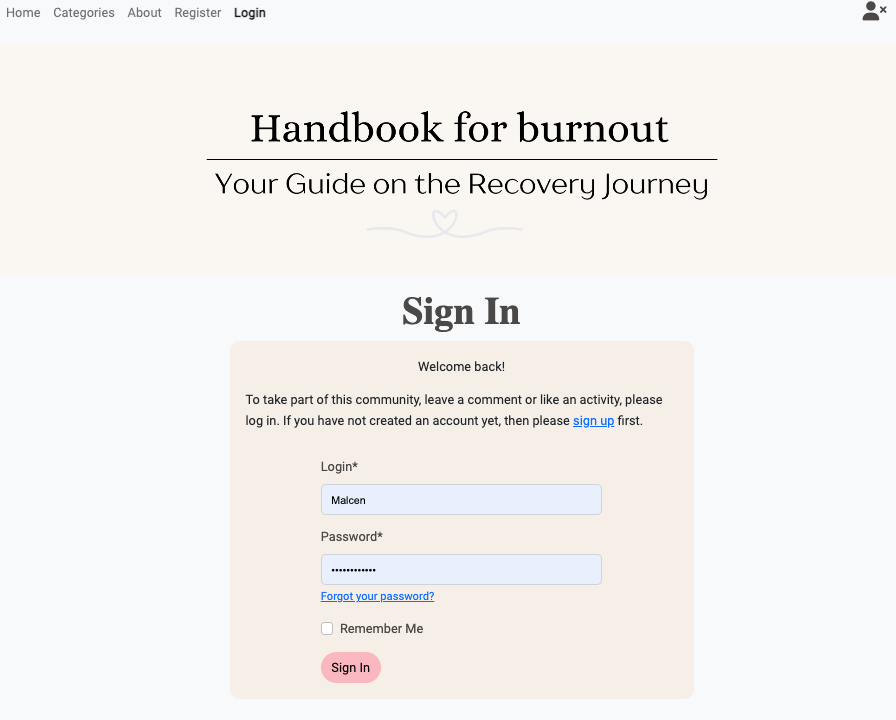 Home Categories About Register Login
Handbook for burnout
Your Guide on the Recovery Journey
Sign In
Welcome back!
To take part of this community, leave a comment or like an activity, please
log in. If you have not created an account yet, then please sign up first.
Login*
Malcen
Password*
••••••••••••
Forgot your password?
Remember Me
Sign In